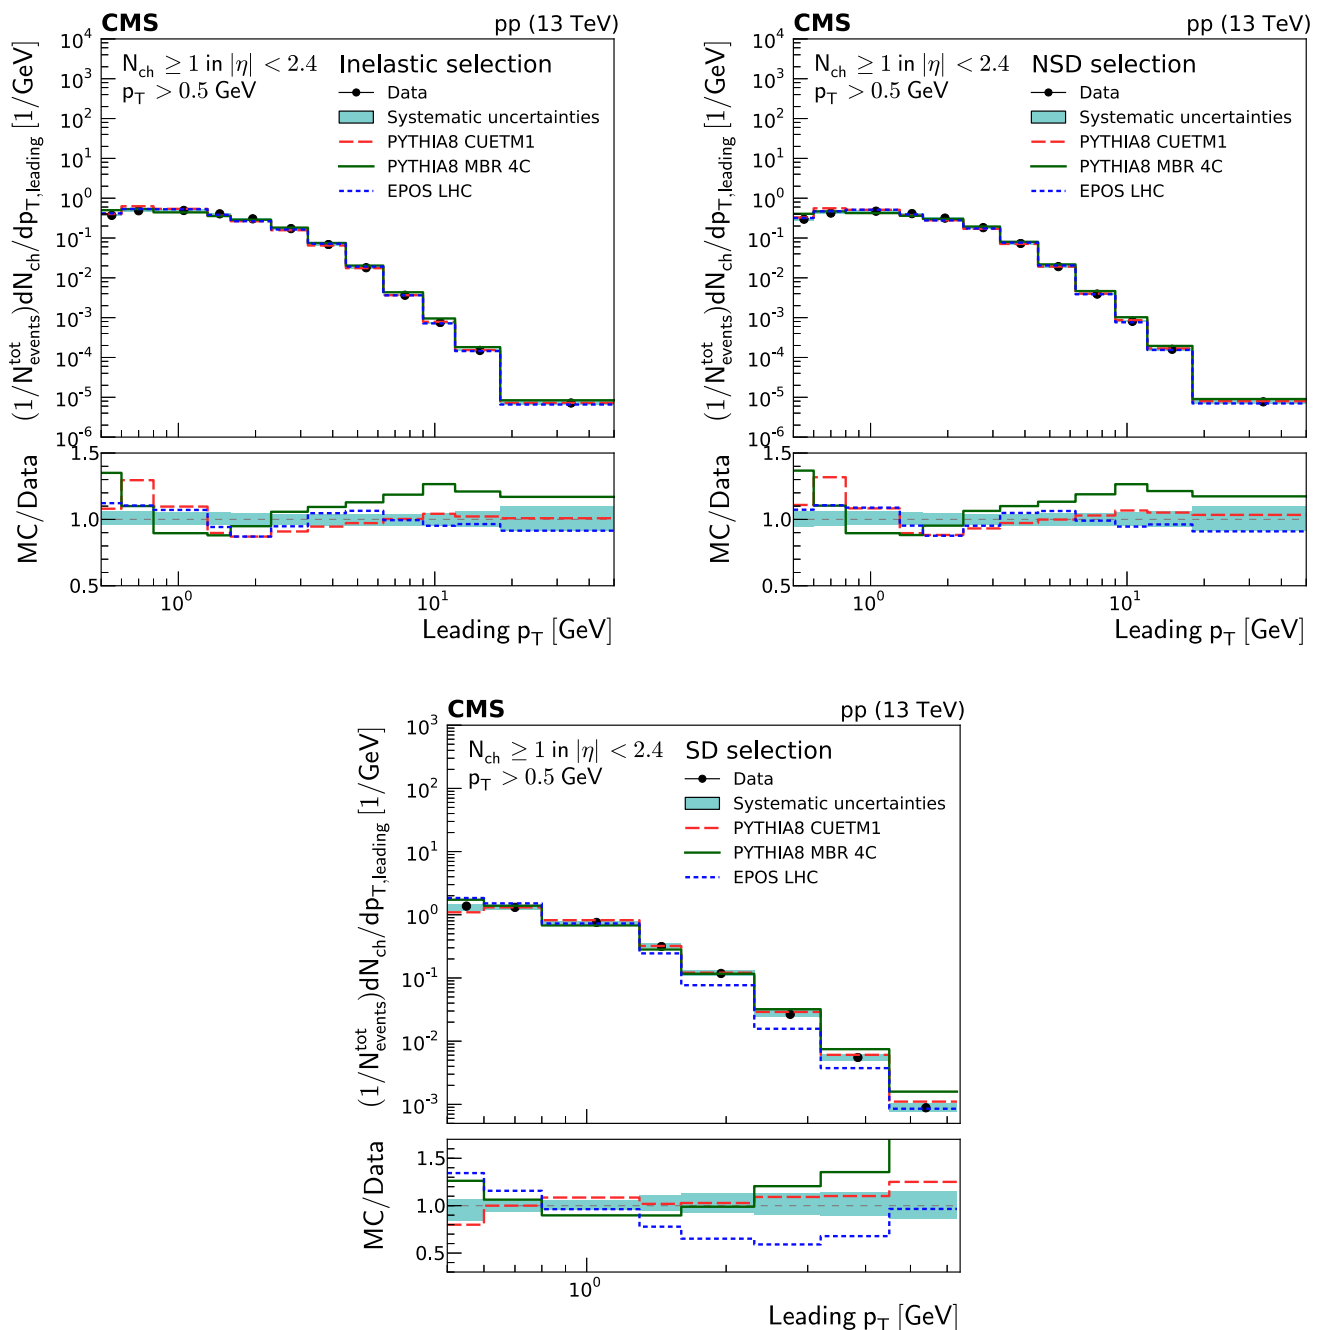 CMS pp (13 TeV)
(1/N_events^tot)dN_ch/dp_T,leading [1/GeV]
10^4
10^3
10^2
10^1
10^0
10^-1
10^-2
10^-3
10^-4
10^-5
10^-6
N_ch ≥ 1 in |η| < 2.4
p_T > 0.5 GeV
Inelastic selection
Data
Systematic uncertainties
PYTHIA8 CUETM1
PYTHIA8 MBR 4C
EPOS LHC
MC/Data
1.5
1.0
0.5
10^0 10^1
Leading p_T [GeV]
CMS pp (13 TeV)
(1/N_events^tot)dN_ch/dp_T,leading [1/GeV]
10^4
10^3
10^2
10^1
10^0
10^-1
10^-2
10^-3
10^-4
10^-5
10^-6
N_ch ≥ 1 in |η| < 2.4
p_T > 0.5 GeV
NSD selection
Data
Systematic uncertainties
PYTHIA8 CUETM1
PYTHIA8 MBR 4C
EPOS LHC
MC/Data
1.5
1.0
0.5
10^0 10^1
Leading p_T [GeV]
CMS pp (13 TeV)
(1/N_events^tot)dN_ch/dp_T,leading [1/GeV]
10^3
10^2
10^1
10^0
10^-1
10^-2
10^-3
N_ch ≥ 1 in |η| < 2.4
p_T > 0.5 GeV
SD selection
Data
Systematic uncertainties
PYTHIA8 CUETM1
PYTHIA8 MBR 4C
EPOS LHC
MC/Data
1.5
1.0
0.5
10^0
Leading p_T [GeV]